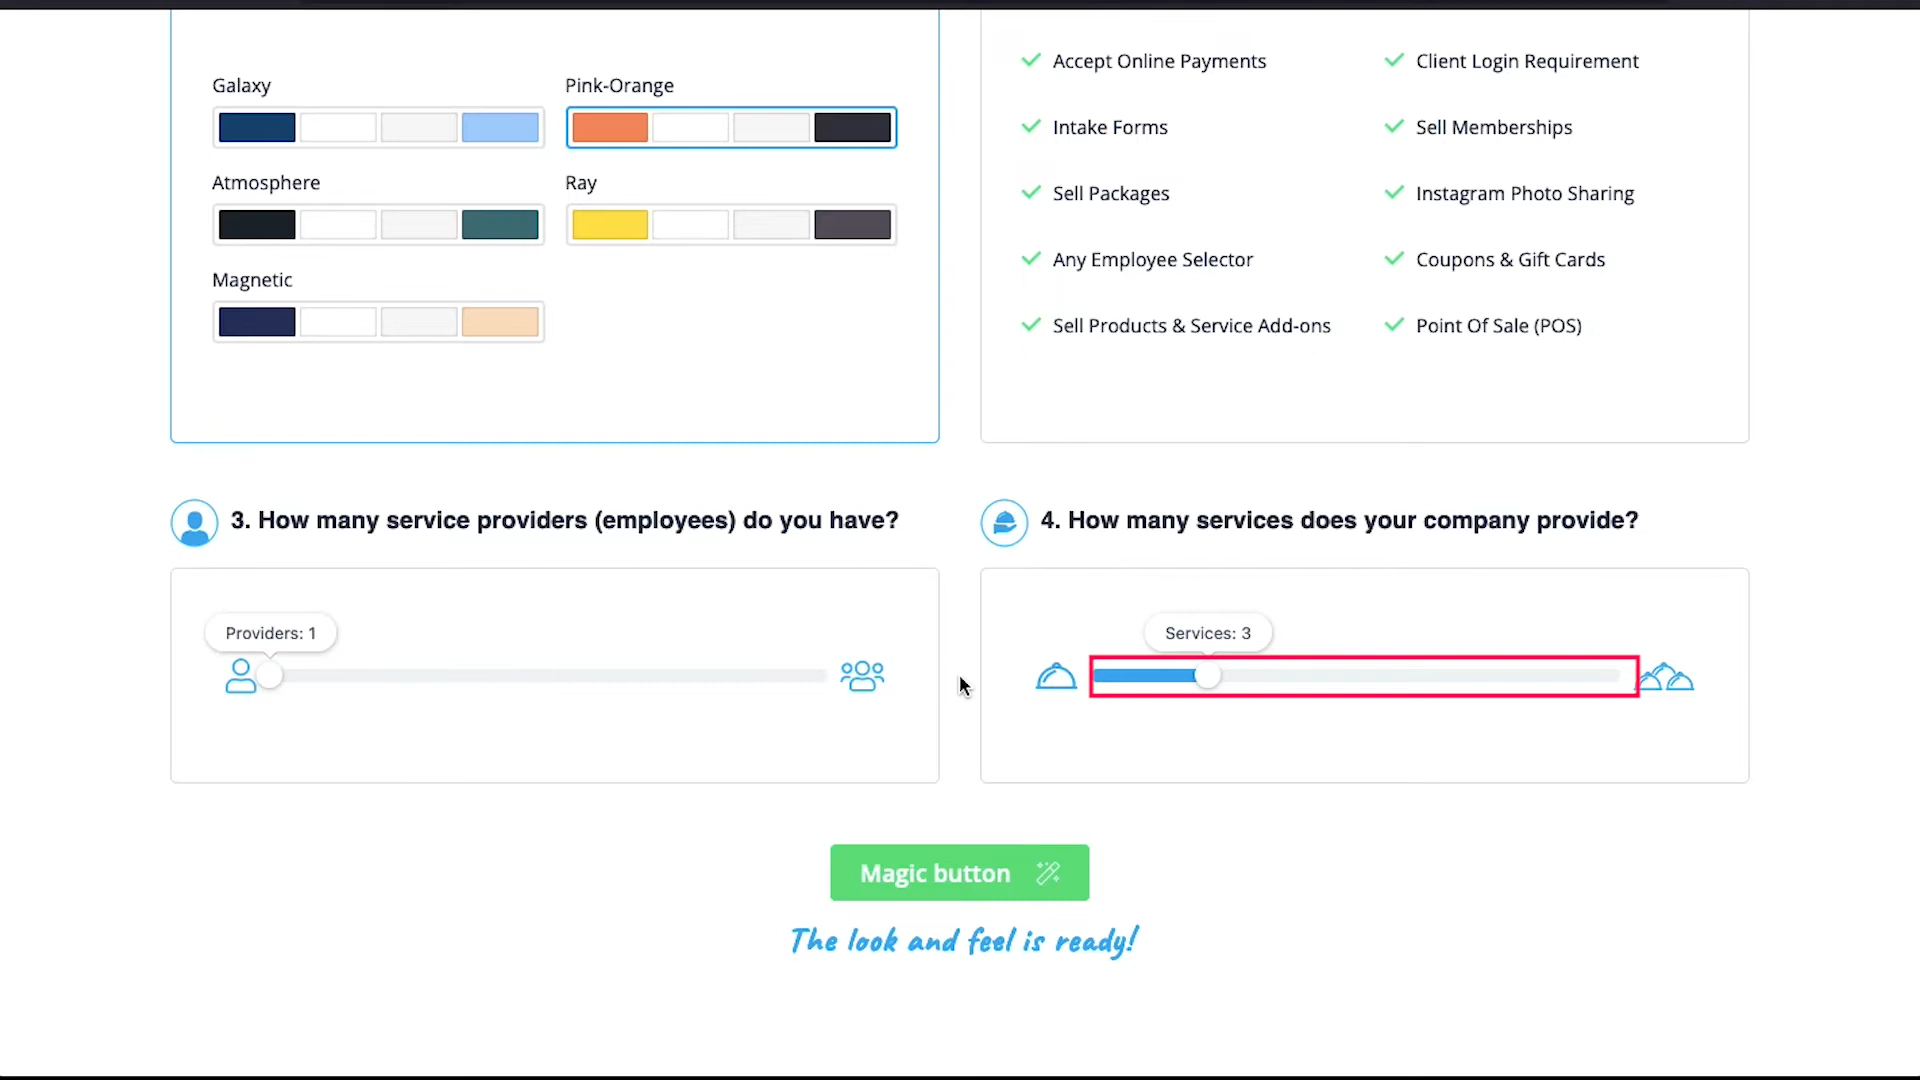 Galaxy
Pink-Orange
Atmosphere
Ray
Magnetic
Accept Online Payments
Client Login Requirement
Intake Forms
Sell Memberships
Sell Packages
Instagram Photo Sharing
Any Employee Selector
Coupons & Gift Cards
Sell Products & Service Add-ons
Point Of Sale (POS)
3. How many service providers (employees) do you have?
Providers: 1
4. How many services does your company provide?
Services: 3
Magic button
The look and feel is ready!